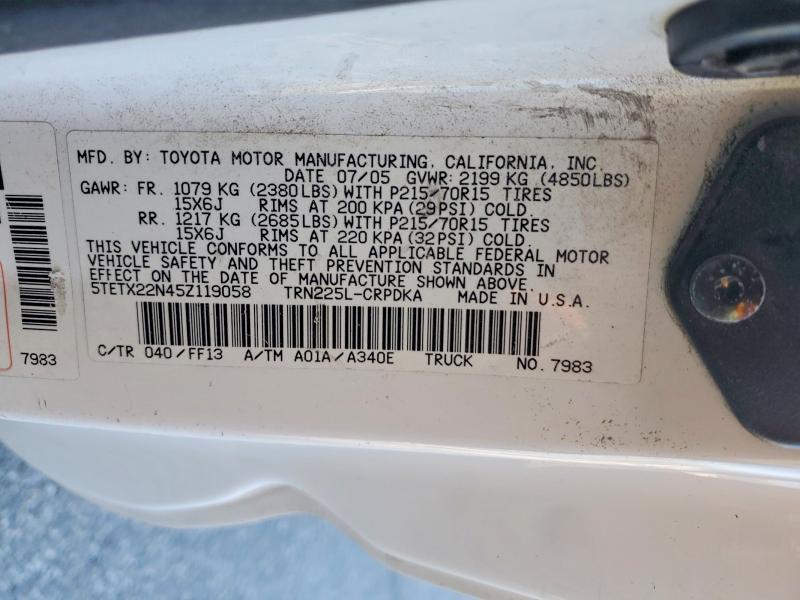 MFD. BY: TOYOTA MOTOR MANUFACTURING, CALIFORNIA, INC.
DATE 07/05 GVWR: 2199 KG (4850LBS)
GAWR: FR. 1079 KG (2380LBS) WITH P215/70R15 TIRES
15X6J RIMS AT 200 KPA (29PSI) COLD.
RR. 1217 KG (2685LBS) WITH P215/70R15 TIRES
15X6J RIMS AT 220 KPA (32PSI) COLD.
THIS VEHICLE CONFORMS TO ALL APPLICABLE FEDERAL MOTOR
VEHICLE SAFETY AND THEFT PREVENTION STANDARDS IN
EFFECT ON THE DATE OF MANUFACTURE SHOWN ABOVE.
5TETX22N45Z119058 TRN225L-CRPDKA MADE IN U.S.A.
C/TR 040/FF13 A/TM A01A/A340E TRUCK NO. 7983
7983